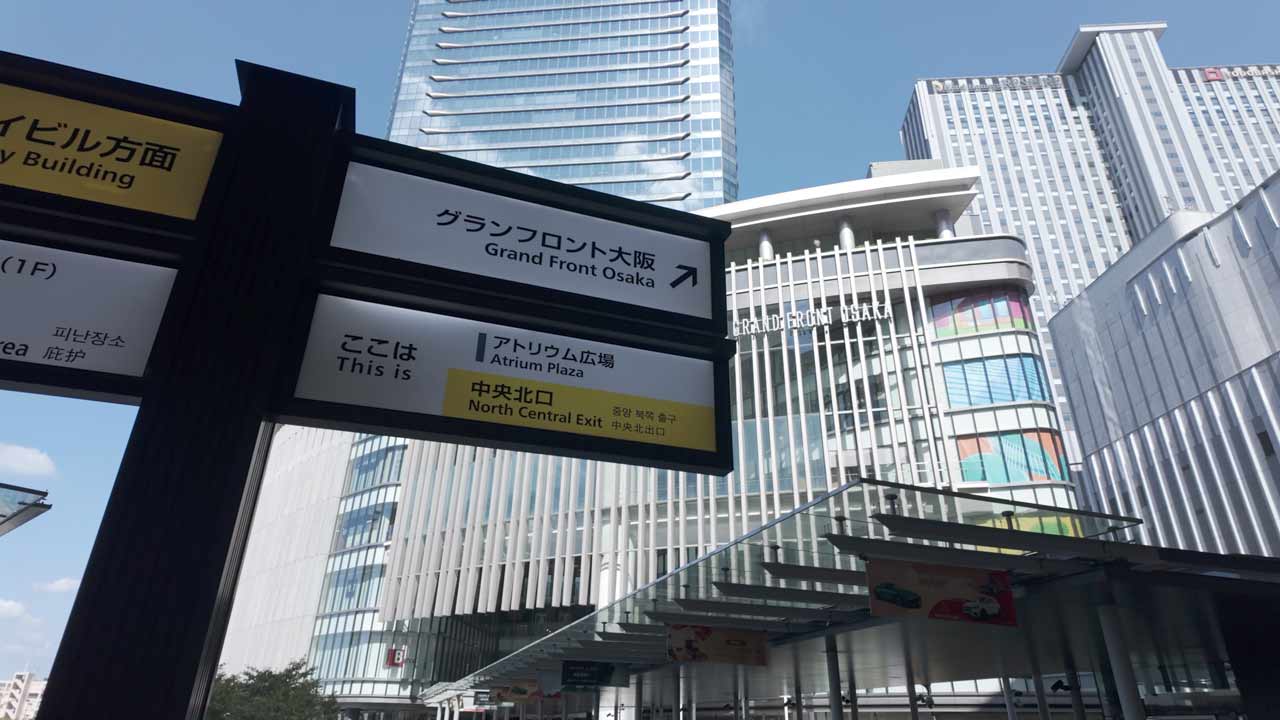 イビル方面
y Building
(1F)
피난장소
rea 庇护
グランフロント大阪
Grand Front Osaka
ここは
This is
アトリウム広場
Atrium Plaza
中央北口
North Central Exit
중앙 북쪽 출구
中央北出口
GRAND FRONT OSAKA